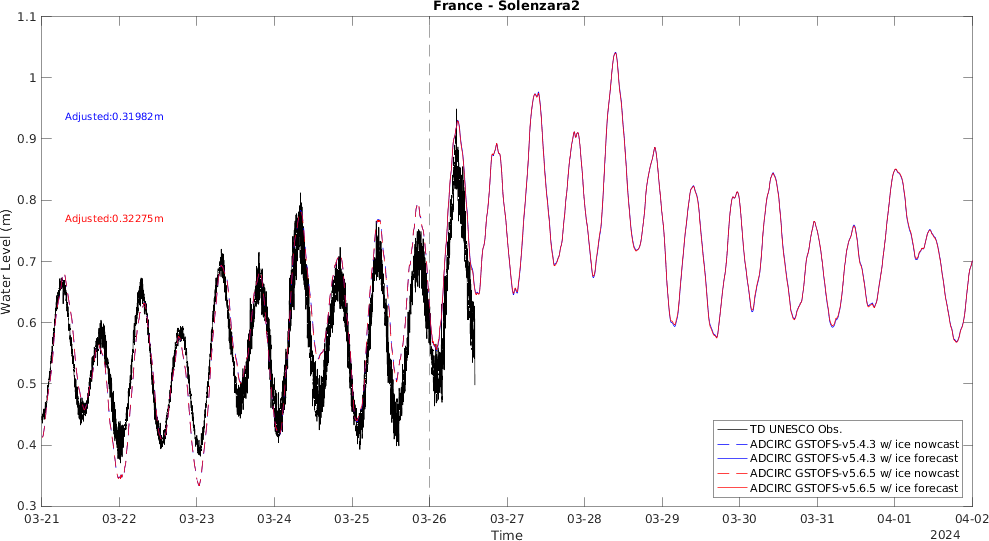 France - Solenzara2
1.1
1
0.9
0.8
0.7
0.6
0.5
0.4
0.3
Water Level (m)
Adjusted:0.31982m
Adjusted:0.32275m
TD UNESCO Obs.
ADCIRC GSTOFS-v5.4.3 w/ ice nowcast
ADCIRC GSTOFS-v5.4.3 w/ ice forecast
ADCIRC GSTOFS-v5.6.5 w/ ice nowcast
ADCIRC GSTOFS-v5.6.5 w/ ice forecast
03-21 03-22 03-23 03-24 03-25 03-26 03-27 03-28 03-29 03-30 03-31 04-01 04-02
Time
2024